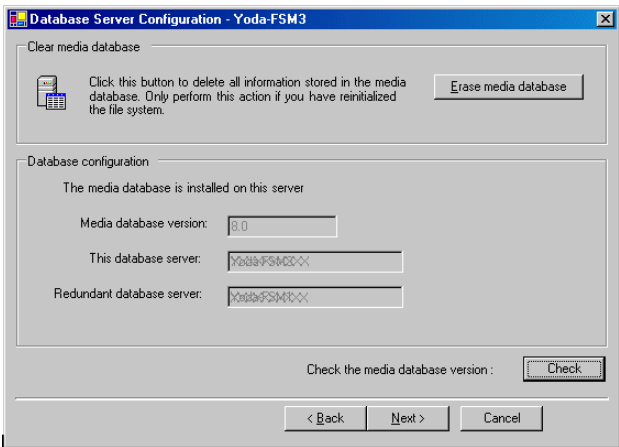 Database Server Configuration - Yoda-FSM3
Clear media database
Click this button to delete all information stored in the media
database. Only perform this action if you have reinitialized
the file system.
Erase media database
Database configuration
The media database is installed on this server
Media database version:
8.0
This database server:
Redundant database server:
Check the media database version :
Check
< Back
Next >
Cancel